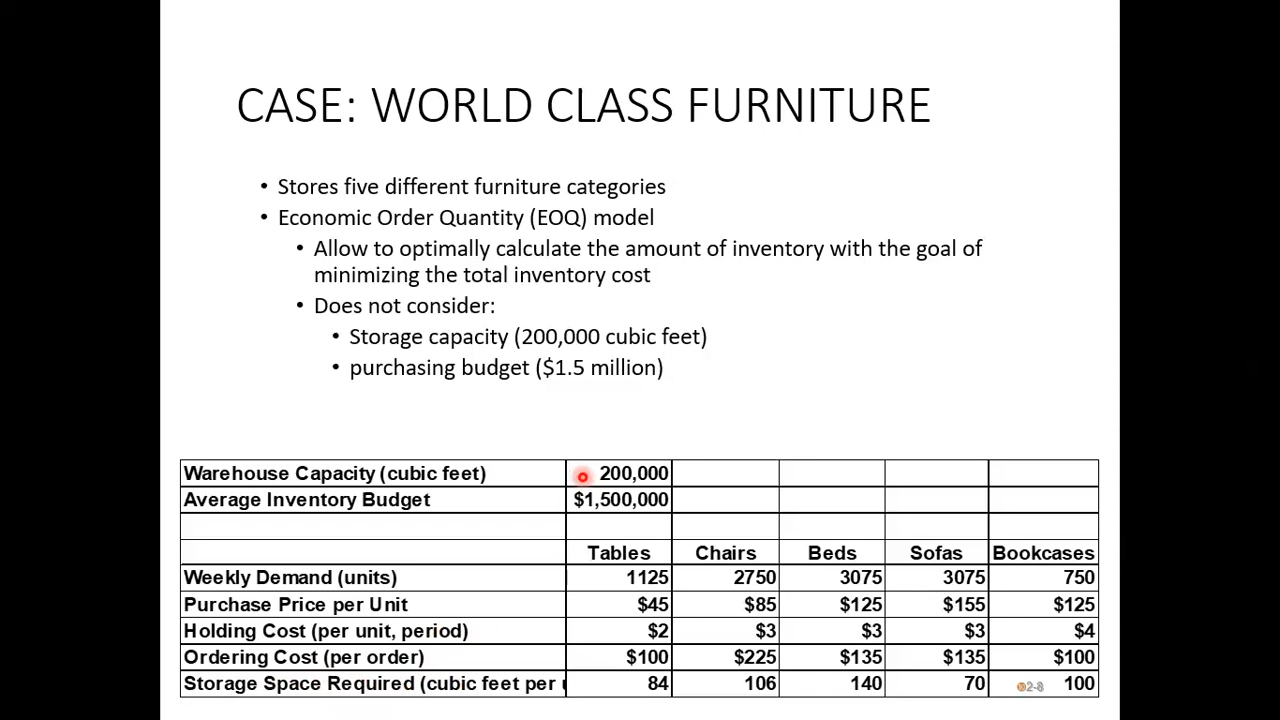 CASE: WORLD CLASS FURNITURE
• Stores five different furniture categories
• Economic Order Quantity (EOQ) model
• Allow to optimally calculate the amount of inventory with the goal of
minimizing the total inventory cost
• Does not consider:
• Storage capacity (200,000 cubic feet)
• purchasing budget ($1.5 million)
Warehouse Capacity (cubic feet) 200,000
Average Inventory Budget $1,500,000
Tables Chairs Beds Sofas Bookcases
Weekly Demand (units) 1125 2750 3075 3075 750
Purchase Price per Unit $45 $85 $125 $155 $125
Holding Cost (per unit, period) $2 $3 $3 $3 $4
Ordering Cost (per order) $100 $225 $135 $135 $100
Storage Space Required (cubic feet per 84 106 140 70 100
2-8